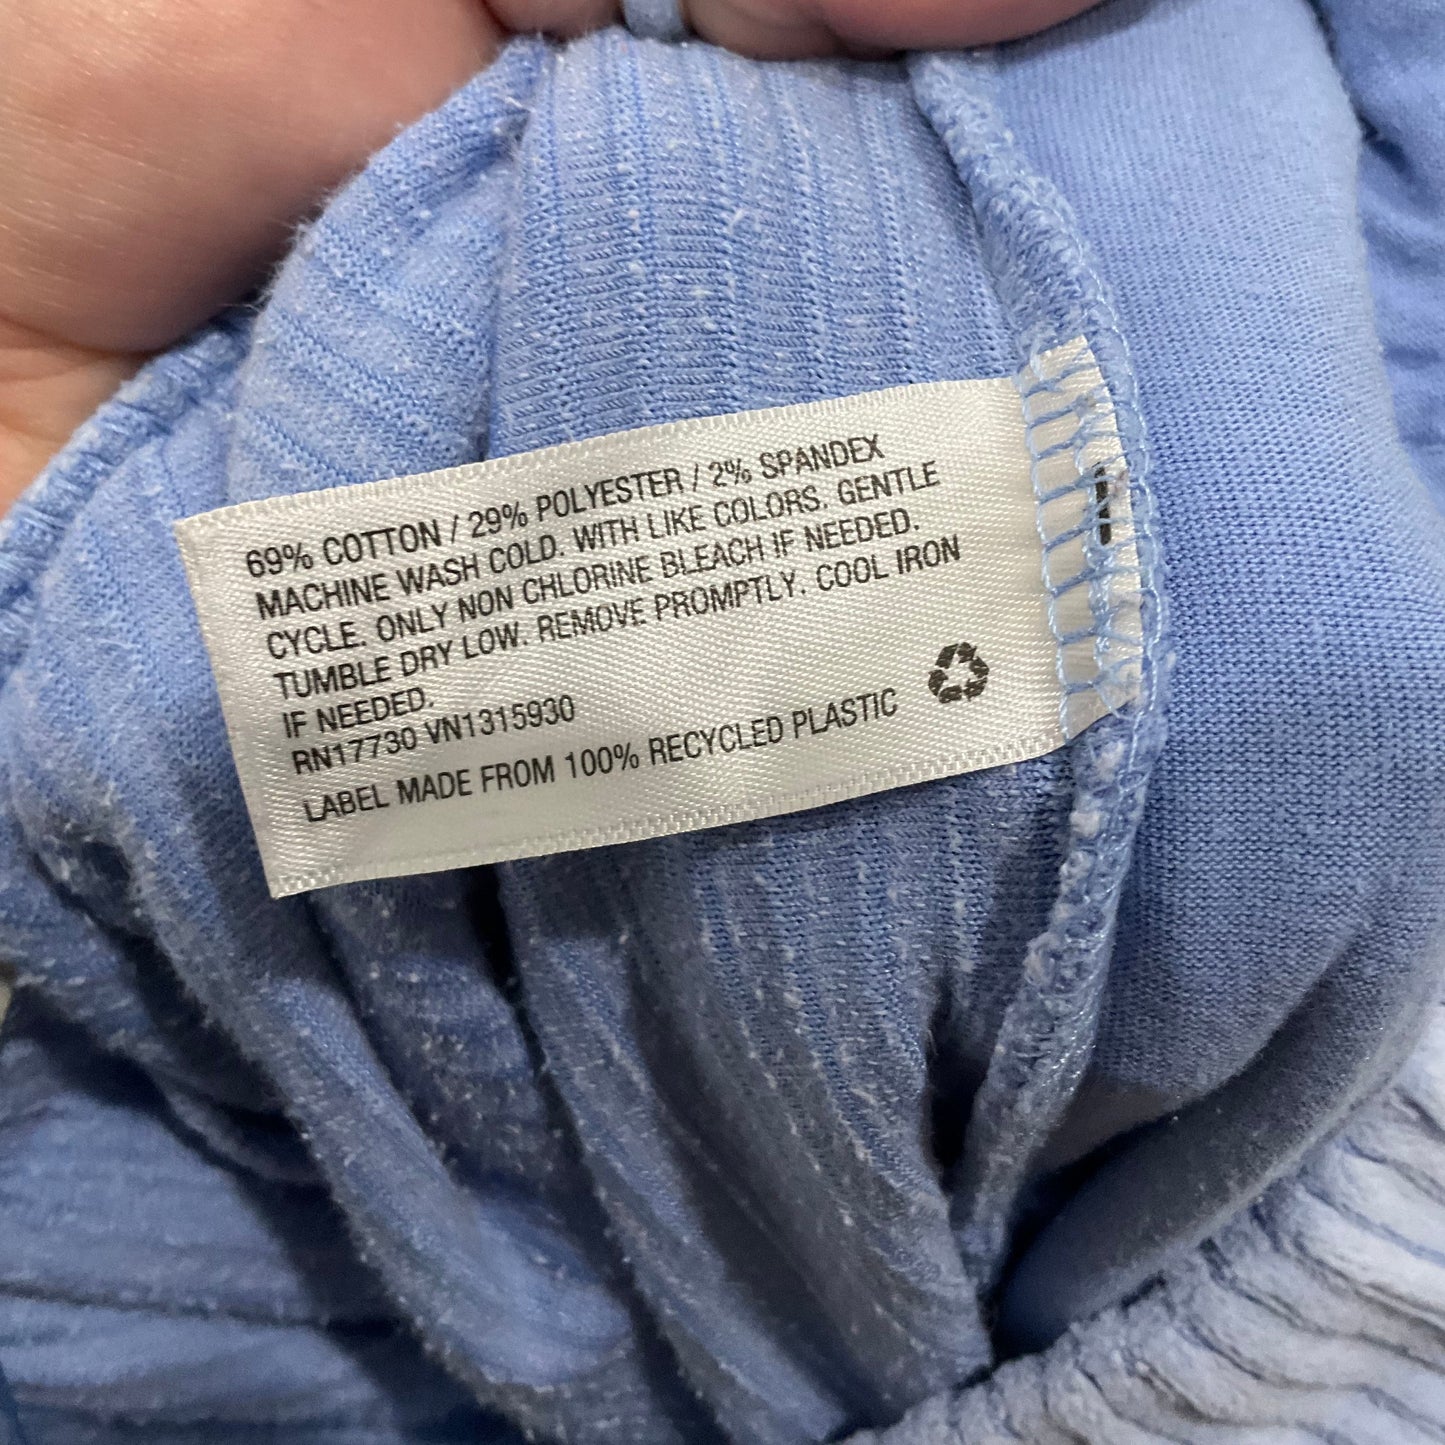 69% COTTON / 29% POLYESTER / 2% SPANDEX
MACHINE WASH COLD. WITH LIKE COLORS. GENTLE
CYCLE. ONLY NON CHLORINE BLEACH IF NEEDED.
TUMBLE DRY LOW. REMOVE PROMPTLY. COOL IRON
IF NEEDED.
RN17730 VN1315930
LABEL MADE FROM 100% RECYCLED PLASTIC